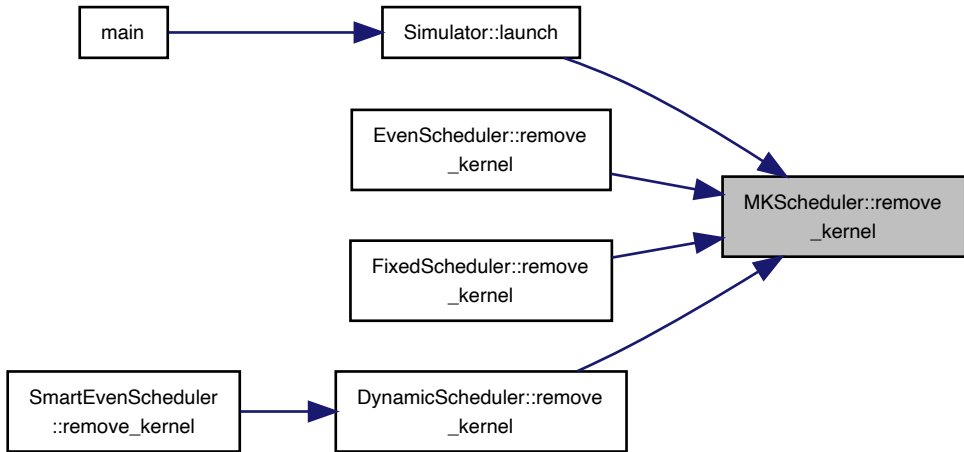 main
Simulator::launch
EvenScheduler::remove
_kernel
MKScheduler::remove
_kernel
FixedScheduler::remove
_kernel
SmartEvenScheduler
::remove_kernel
DynamicScheduler::remove
_kernel